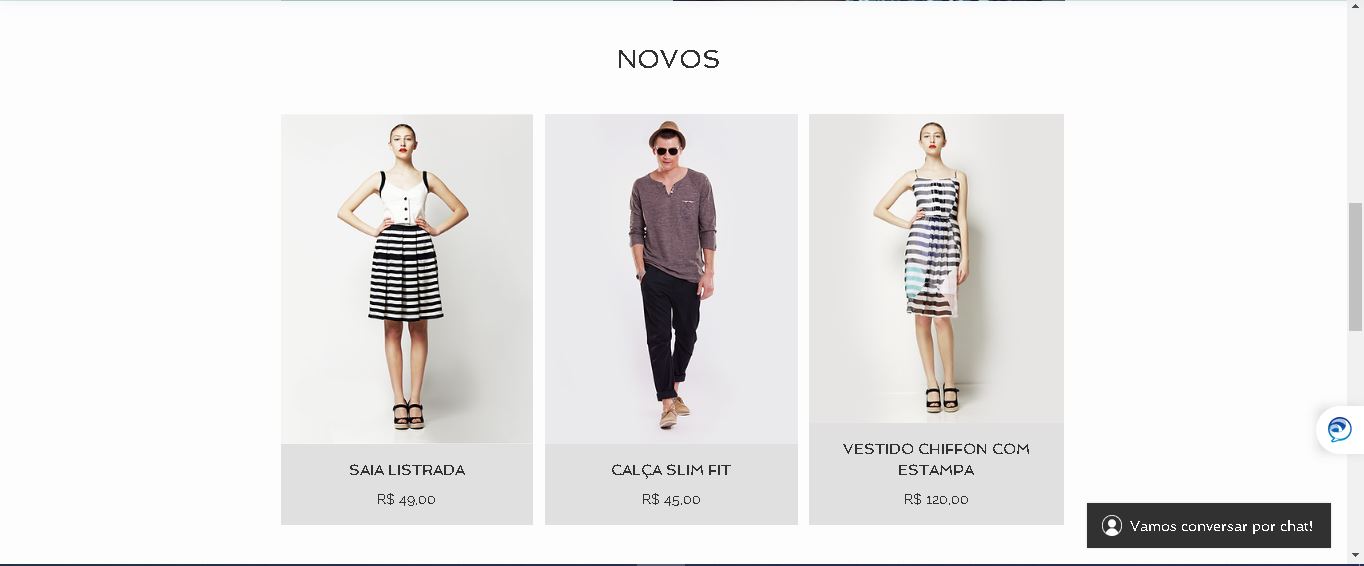 NOVOS
SAIA LISTRADA
R$ 49,00
CALÇA SLIM FIT
R$ 45,00
VESTIDO CHIFFON COM
ESTAMPA
R$ 120,00
Vamos conversar por chat!